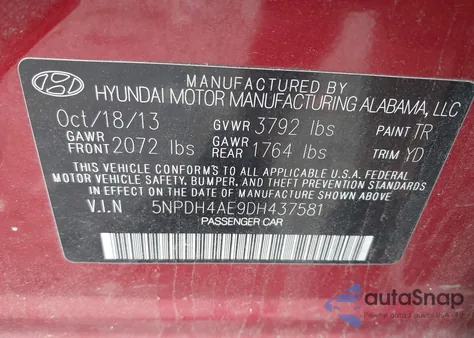 MANUFACTURED BY
HYUNDAI MOTOR MANUFACTURING ALABAMA, LLC
Oct/18/13 GVWR 3792 lbs PAINT TR
GAWR FRONT 2072 lbs GAWR REAR 1764 lbs TRIM YD
THIS VEHICLE CONFORMS TO ALL APPLICABLE U.S.A. FEDERAL
MOTOR VEHICLE SAFETY, BUMPER, AND THEFT PREVENTION
STANDARDS IN EFFECT ON THE DATE OF MANUFACTURE SHOWN ABOVE
V.I.N 5NPDH4AE9DH437581
PASSENGER CAR
autoSnap